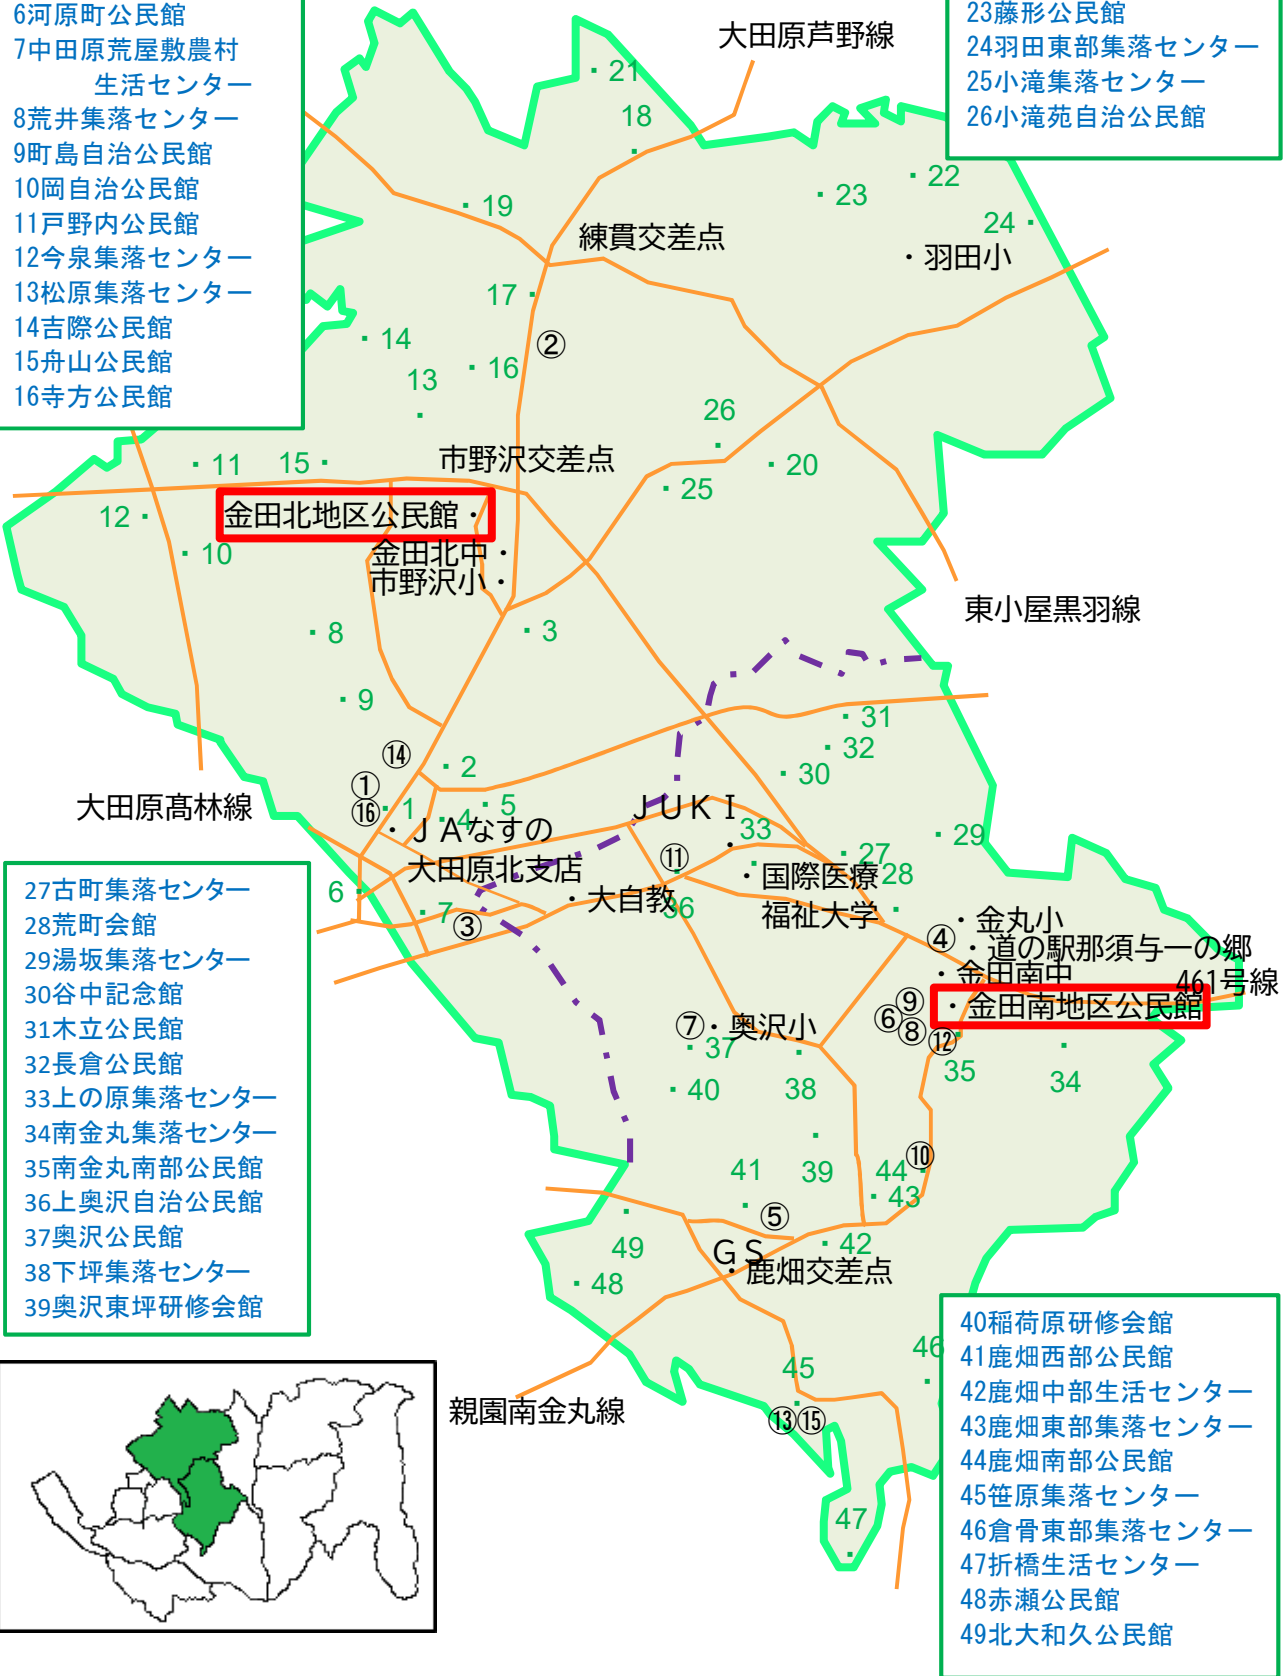 6河原町公民館
7中田原荒屋敷農村
生活センター
8荒井集落センター
9町島自治公民館
10岡自治公民館
11戸野内公民館
12今泉集落センター
13松原集落センター
14吉際公民館
15舟山公民館
16寺方公民館
23藤形公民館
24羽田東部集落センター
25小滝集落センター
26小滝苑自治公民館
大田原芦野線
21
18
22
23
19
24
練貫交差点
羽田小
17
②
14
16
13
26
市野沢交差点
11
15
20
25
12
金田北地区公民館
10
金田北中
市野沢小
東小屋黒羽線
3
8
9
31
32
⑭
2
30
①
大田原髙林線
⑯
1
4
5
JUKI
JAなすの
33
29
大田原北支店
⑪
27
国際医療
28
福祉大学
6
7
大自教
36
③
金丸小
④
道の駅那須与一の郷
金田南中
461号線
⑨
金田南地区公民館
⑥
⑧
⑫
⑦
奥沢小
37
35
34
40
38
⑩
41
39
44
43
⑤
49
42
GS
鹿畑交差点
48
46
45
親園南金丸線
⑬⑮
47
27古町集落センター
28荒町会館
29湯坂集落センター
30谷中記念館
31木立公民館
32長倉公民館
33上の原集落センター
34南金丸集落センター
35南金丸南部公民館
36上奥沢自治公民館
37奥沢公民館
38下坪集落センター
39奥沢東坪研修会館
40稲荷原研修会館
41鹿畑西部公民館
42鹿畑中部生活センター
43鹿畑東部集落センター
44鹿畑南部公民館
45笹原集落センター
46倉骨東部集落センター
47折橋生活センター
48赤瀬公民館
49北大和久公民館